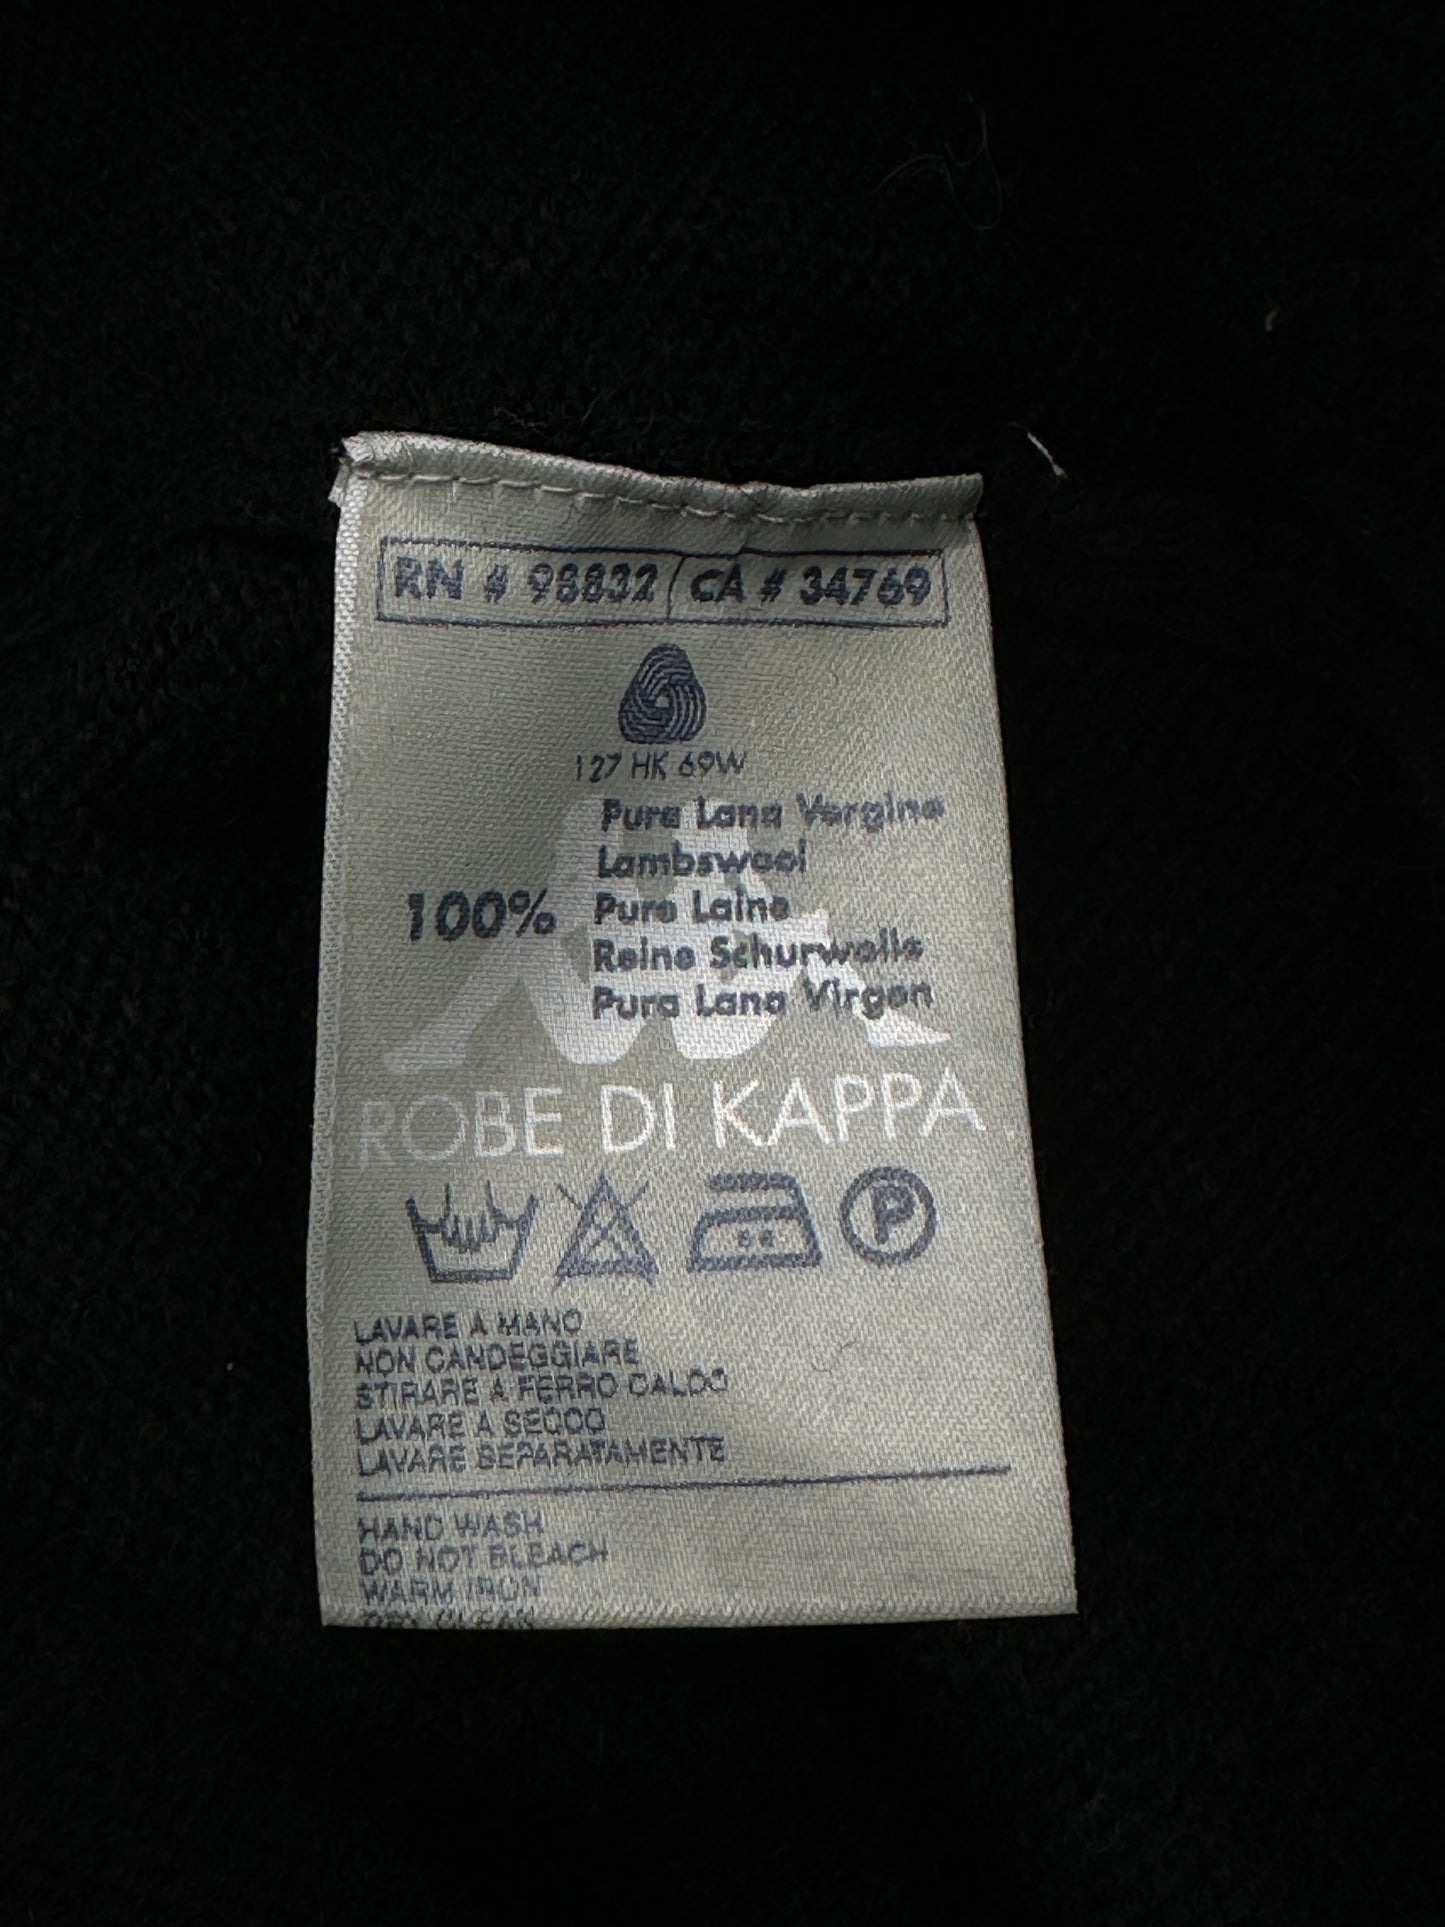 RN # 98832 CA # 34769
127 HK 69W
Pura Lana Vergine
Lambswool
100% Pure Laine
Reine Schurwolle
Pura Lana Virgen
ROBE DI KAPPA
P
LAVARE A MANO
NON CANDEGGIARE
STIRARE A FERRO CALDO
LAVARE A SECCO
LAVARE SEPARATAMENTE
HAND WASH
DO NOT BLEACH
WARM IRON
DRY CLEAN